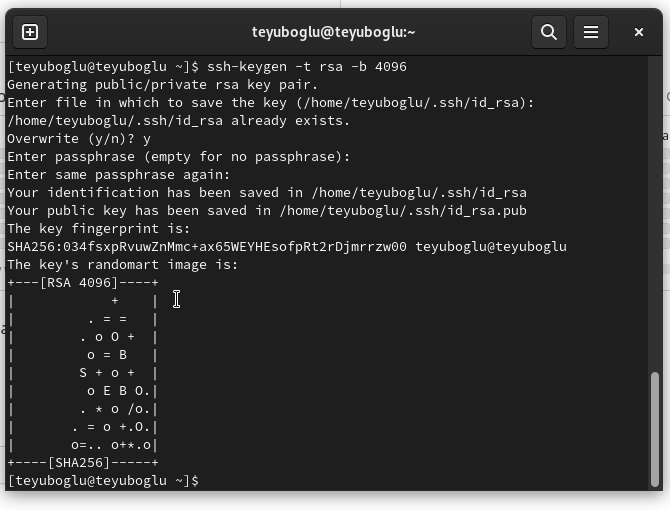 teyuboglu@teyuboglu:~
[teyuboglu@teyuboglu ~]$ ssh-keygen -t rsa -b 4096
Generating public/private rsa key pair.
Enter file in which to save the key (/home/teyuboglu/.ssh/id_rsa):
/home/teyuboglu/.ssh/id_rsa already exists.
Overwrite (y/n)? y
Enter passphrase (empty for no passphrase):
Enter same passphrase again:
Your identification has been saved in /home/teyuboglu/.ssh/id_rsa
Your public key has been saved in /home/teyuboglu/.ssh/id_rsa.pub
The key fingerprint is:
SHA256:034fsxpRvuwZnMmc+ax65WEYHEsofpRt2rDjmrrzw00 teyuboglu@teyuboglu
The key's randomart image is:
+---[RSA 4096]----+
|            +    |
|         . = =   |
|        . o O +  |
|         o = B   |
|        S + o +  |
|         o E B O.|
|        . * o /o.|
|       . = o +.O.|
|       o=.. o+*.o|
+----[SHA256]-----+
[teyuboglu@teyuboglu ~]$